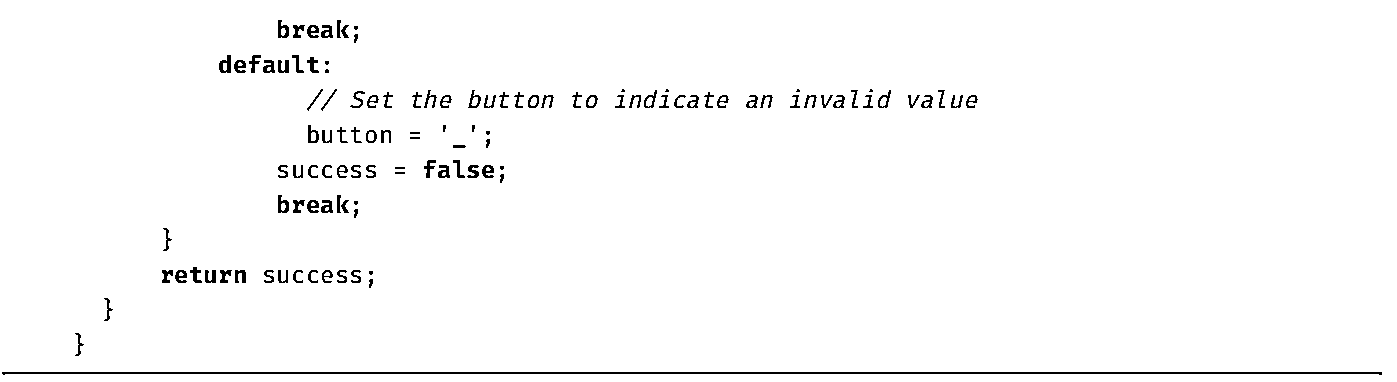 break;
default:
// Set the button to indicate an invalid value
button = '_';
success = false;
break;
}
return success;
}
}